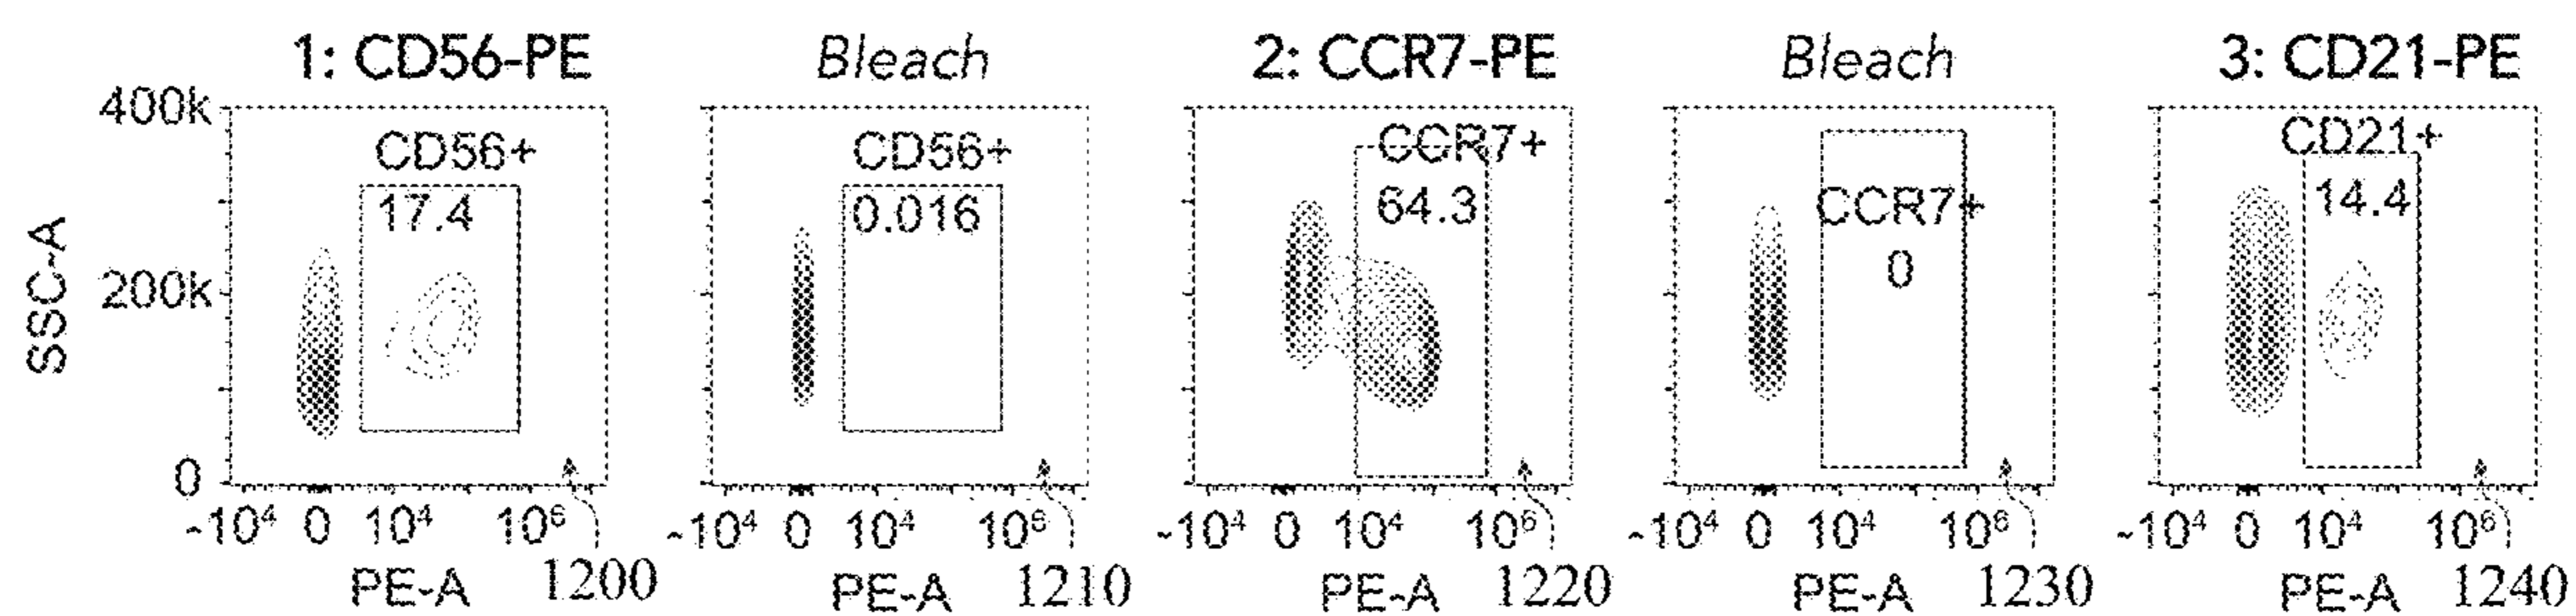 1: CD56-PE
Bleach
2: CCR7-PE
Bleach
3: CD21-PE
SSC-A
400k
200k
0
CD56+
17.4
CD56+
0.016
CCR7+
64.3
CCR7+
0
CD21+
14.4
-10⁴ 0 10⁴ 10⁶
-10⁴ 0 10⁴ 10⁶
-10⁴ 0 10⁴ 10⁶
-10⁴ 0 10⁴ 10⁶
-10⁴ 0 10⁴ 10⁶
PE-A 1200
PE-A 1210
PE-A 1220
PE-A 1230
PE-A 1240